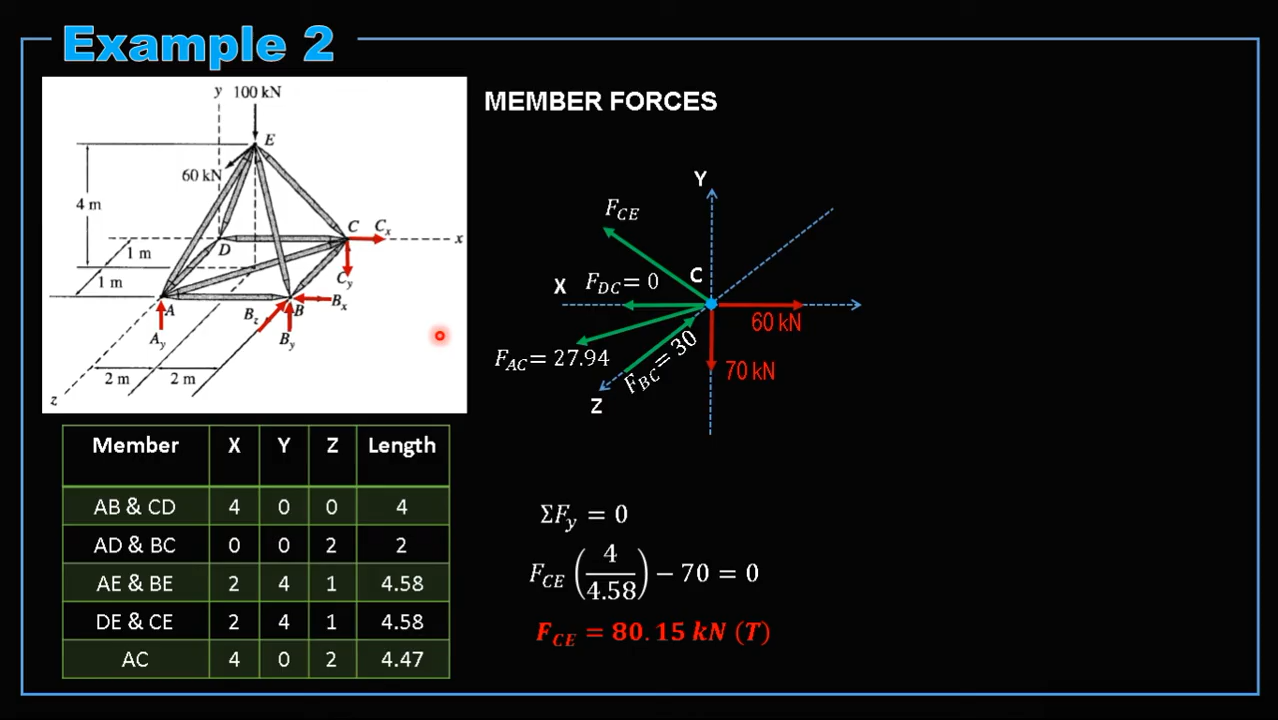 Example 2
MEMBER FORCES
y 100 kN
E
60 kN
4 m
C Cₓ
x
D
1 m
C_y
1 m
A
B_z B Bₓ
A_y
B_y
2 m 2 m
z
Y
F_CE
C
X F_DC= 0
60 kN
F_AC= 27.94
F_BC= 30
70 kN
Z
Member X Y Z Length
AB & CD 4 0 0 4
AD & BC 0 0 2 2
AE & BE 2 4 1 4.58
DE & CE 2 4 1 4.58
AC 4 0 2 4.47
ΣF_y = 0
F_CE (4/4.58) − 70 = 0
F_CE = 80.15 kN (T)